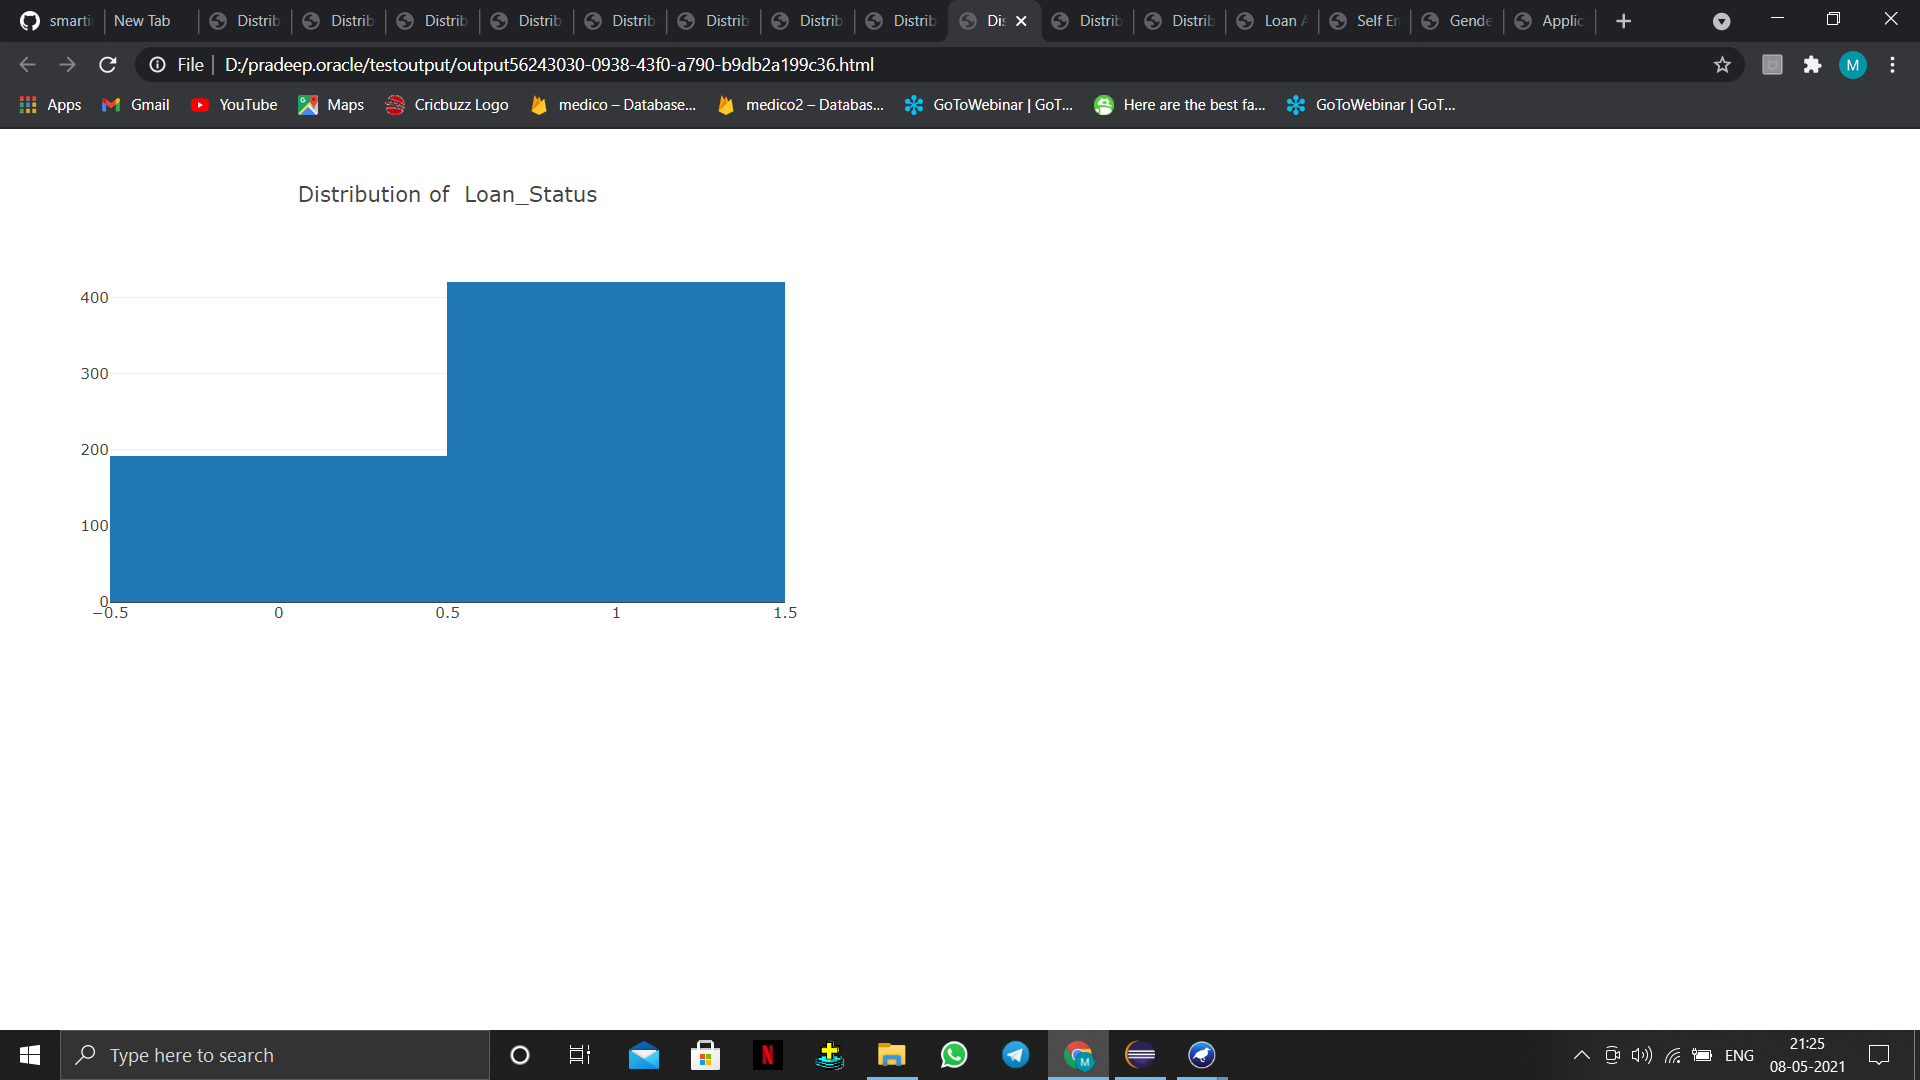 smarti New Tab Distrib Distrib Distrib Distrib Distrib Distrib Distrib Distrib Dis Distrib Distrib Loan A Self En Gende Applic
File D:/pradeep.oracle/testoutput/output56243030-0938-43f0-a790-b9db2a199c36.html M
Apps Gmail YouTube Maps Cricbuzz Logo medico – Database... medico2 – Databas... GoToWebinar | GoT... Here are the best fa... GoToWebinar | GoT...
Distribution of Loan_Status
400
300
200
100
0
−0.5 0 0.5 1 1.5
Type here to search N M ENG 21:25
08-05-2021